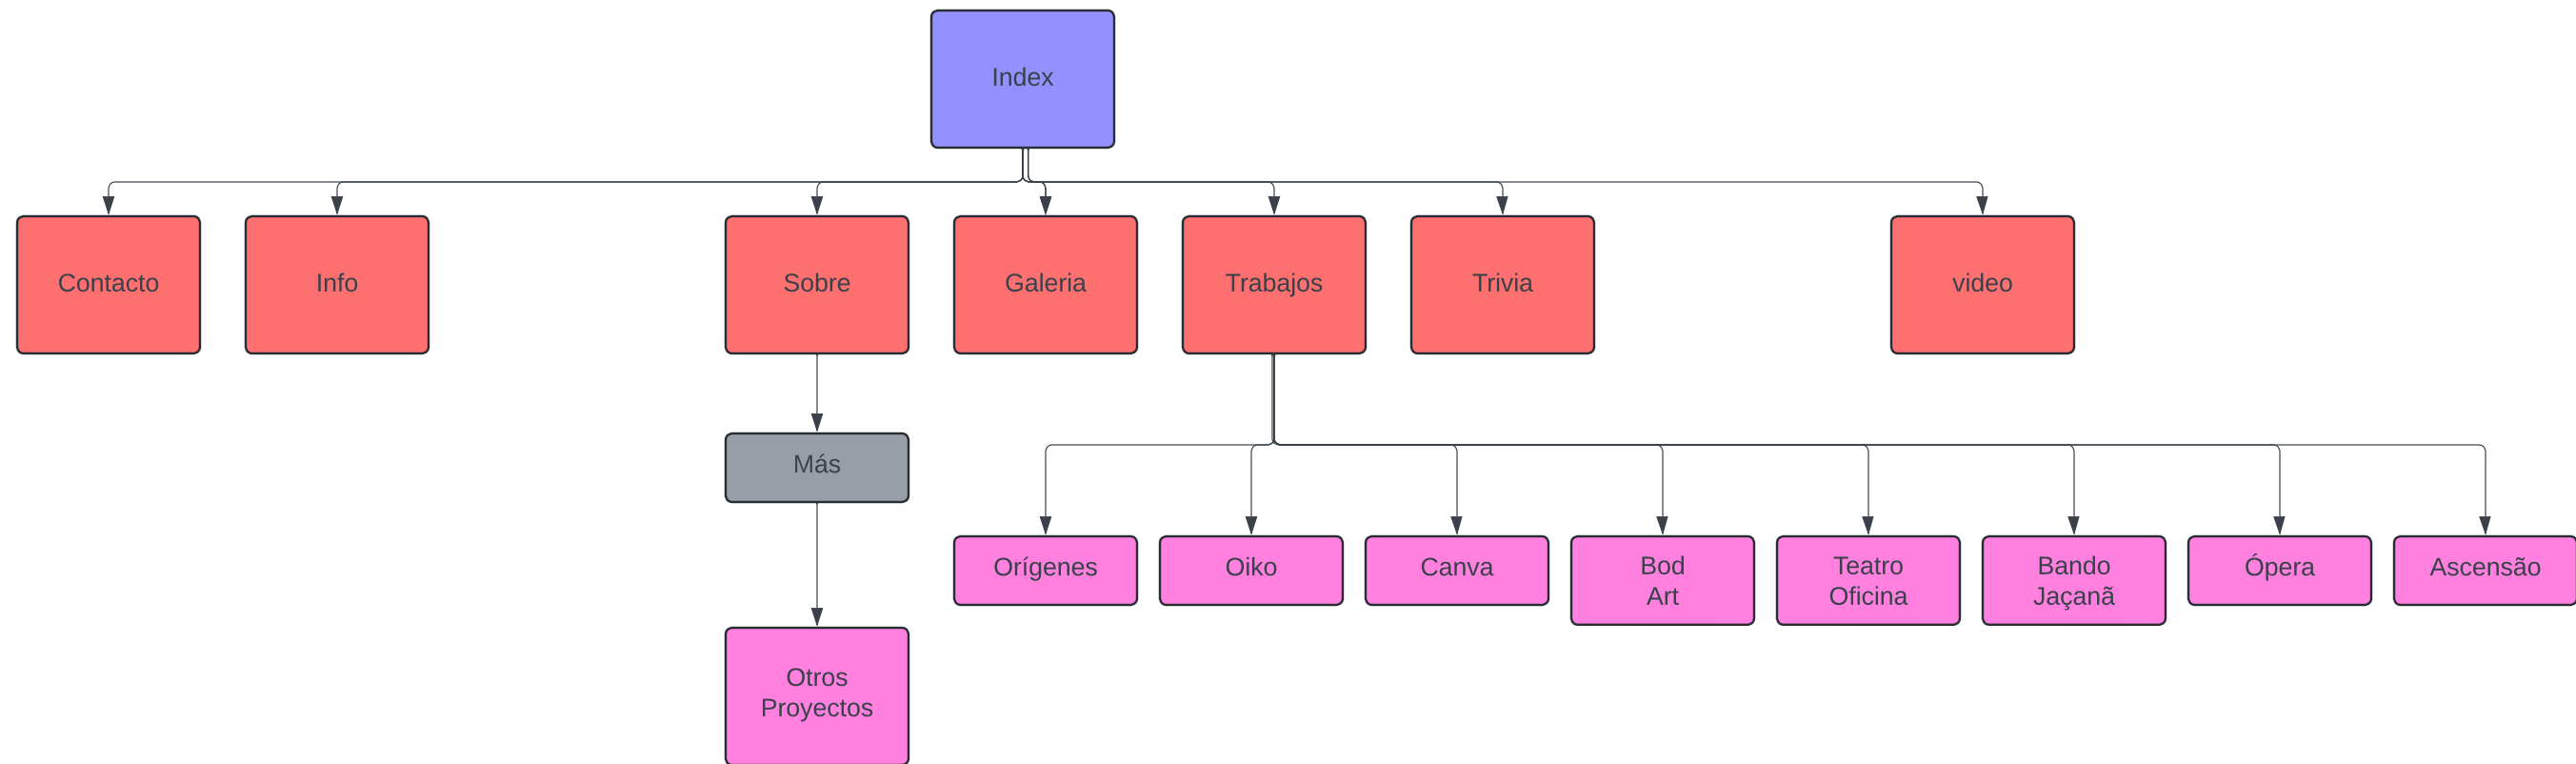 Index
Contacto
Info
Sobre
Galeria
Trabajos
Trivia
video
Más
Orígenes
Oiko
Canva
Bod
Art
Teatro
Oficina
Bando
Jaçanã
Ópera
Ascensão
Otros
Proyectos